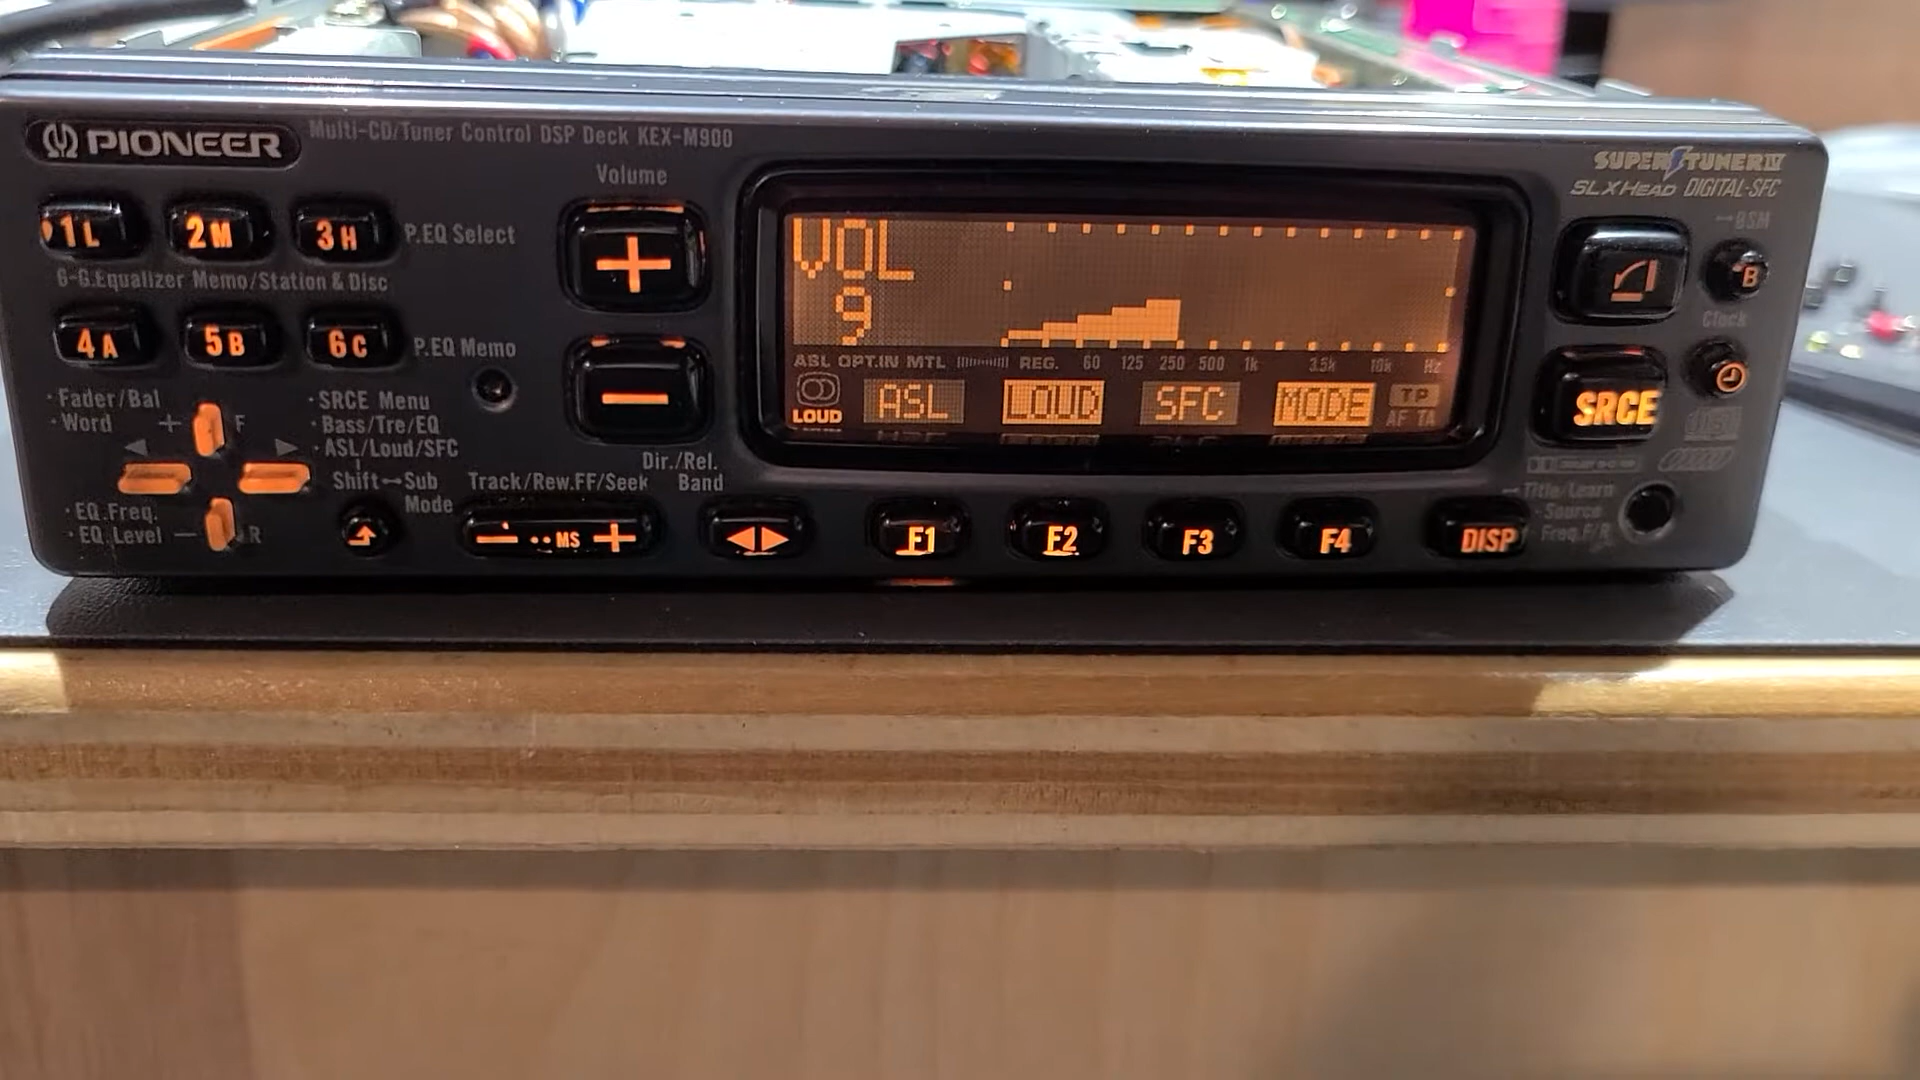 PIONEER Multi-CD/Tuner Control DSP Deck KEX-M900
SUPER TUNER IV
SLXHEAD DIGITAL-SFC
Volume
1L 2M 3H P.EQ Select
6-G.Equalizer Memo/Station & Disc
4A 5B 6C P.EQ Memo
+
−
VOL
9
ASL OPT.IN MTL REG. 60 125 250 500 1k 3.5k 10k Hz
LOUD ASL LOUD SFC MODE TP
AF TA
BSM
B
Clock
SRCE
· Fader/Bal
· Word
+ F
· SRCE Menu
· Bass/Tre/EQ
· ASL/Loud/SFC
Shift Sub
Mode
· EQ.Freq.
· EQ.Level − R
Track/Rew.FF/Seek
Dir./Rel.
Band
− ··MS +
F1 F2 F3 F4 DISP
Title/Learn
· Source
Freq.F/R